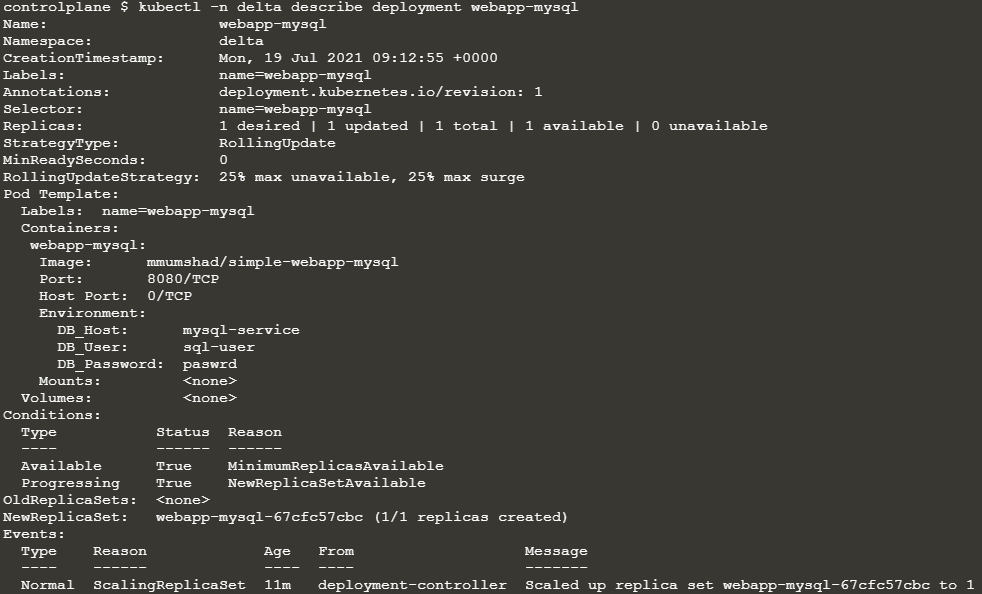 controlplane $ kubectl -n delta describe deployment webapp-mysql
Name:                   webapp-mysql
Namespace:              delta
CreationTimestamp:      Mon, 19 Jul 2021 09:12:55 +0000
Labels:                 name=webapp-mysql
Annotations:            deployment.kubernetes.io/revision: 1
Selector:               name=webapp-mysql
Replicas:               1 desired | 1 updated | 1 total | 1 available | 0 unavailable
StrategyType:           RollingUpdate
MinReadySeconds:        0
RollingUpdateStrategy:  25% max unavailable, 25% max surge
Pod Template:
  Labels:  name=webapp-mysql
  Containers:
   webapp-mysql:
    Image:      mmumshad/simple-webapp-mysql
    Port:       8080/TCP
    Host Port:  0/TCP
    Environment:
      DB_Host:      mysql-service
      DB_User:      sql-user
      DB_Password:  paswrd
    Mounts:         <none>
  Volumes:          <none>
Conditions:
  Type           Status  Reason
  ----           ------  ------
  Available      True    MinimumReplicasAvailable
  Progressing    True    NewReplicaSetAvailable
OldReplicaSets:  <none>
NewReplicaSet:   webapp-mysql-67cfc57cbc (1/1 replicas created)
Events:
  Type    Reason             Age   From                   Message
  ----    ------             ----  ----                   -------
  Normal  ScalingReplicaSet  11m   deployment-controller  Scaled up replica set webapp-mysql-67cfc57cbc to 1